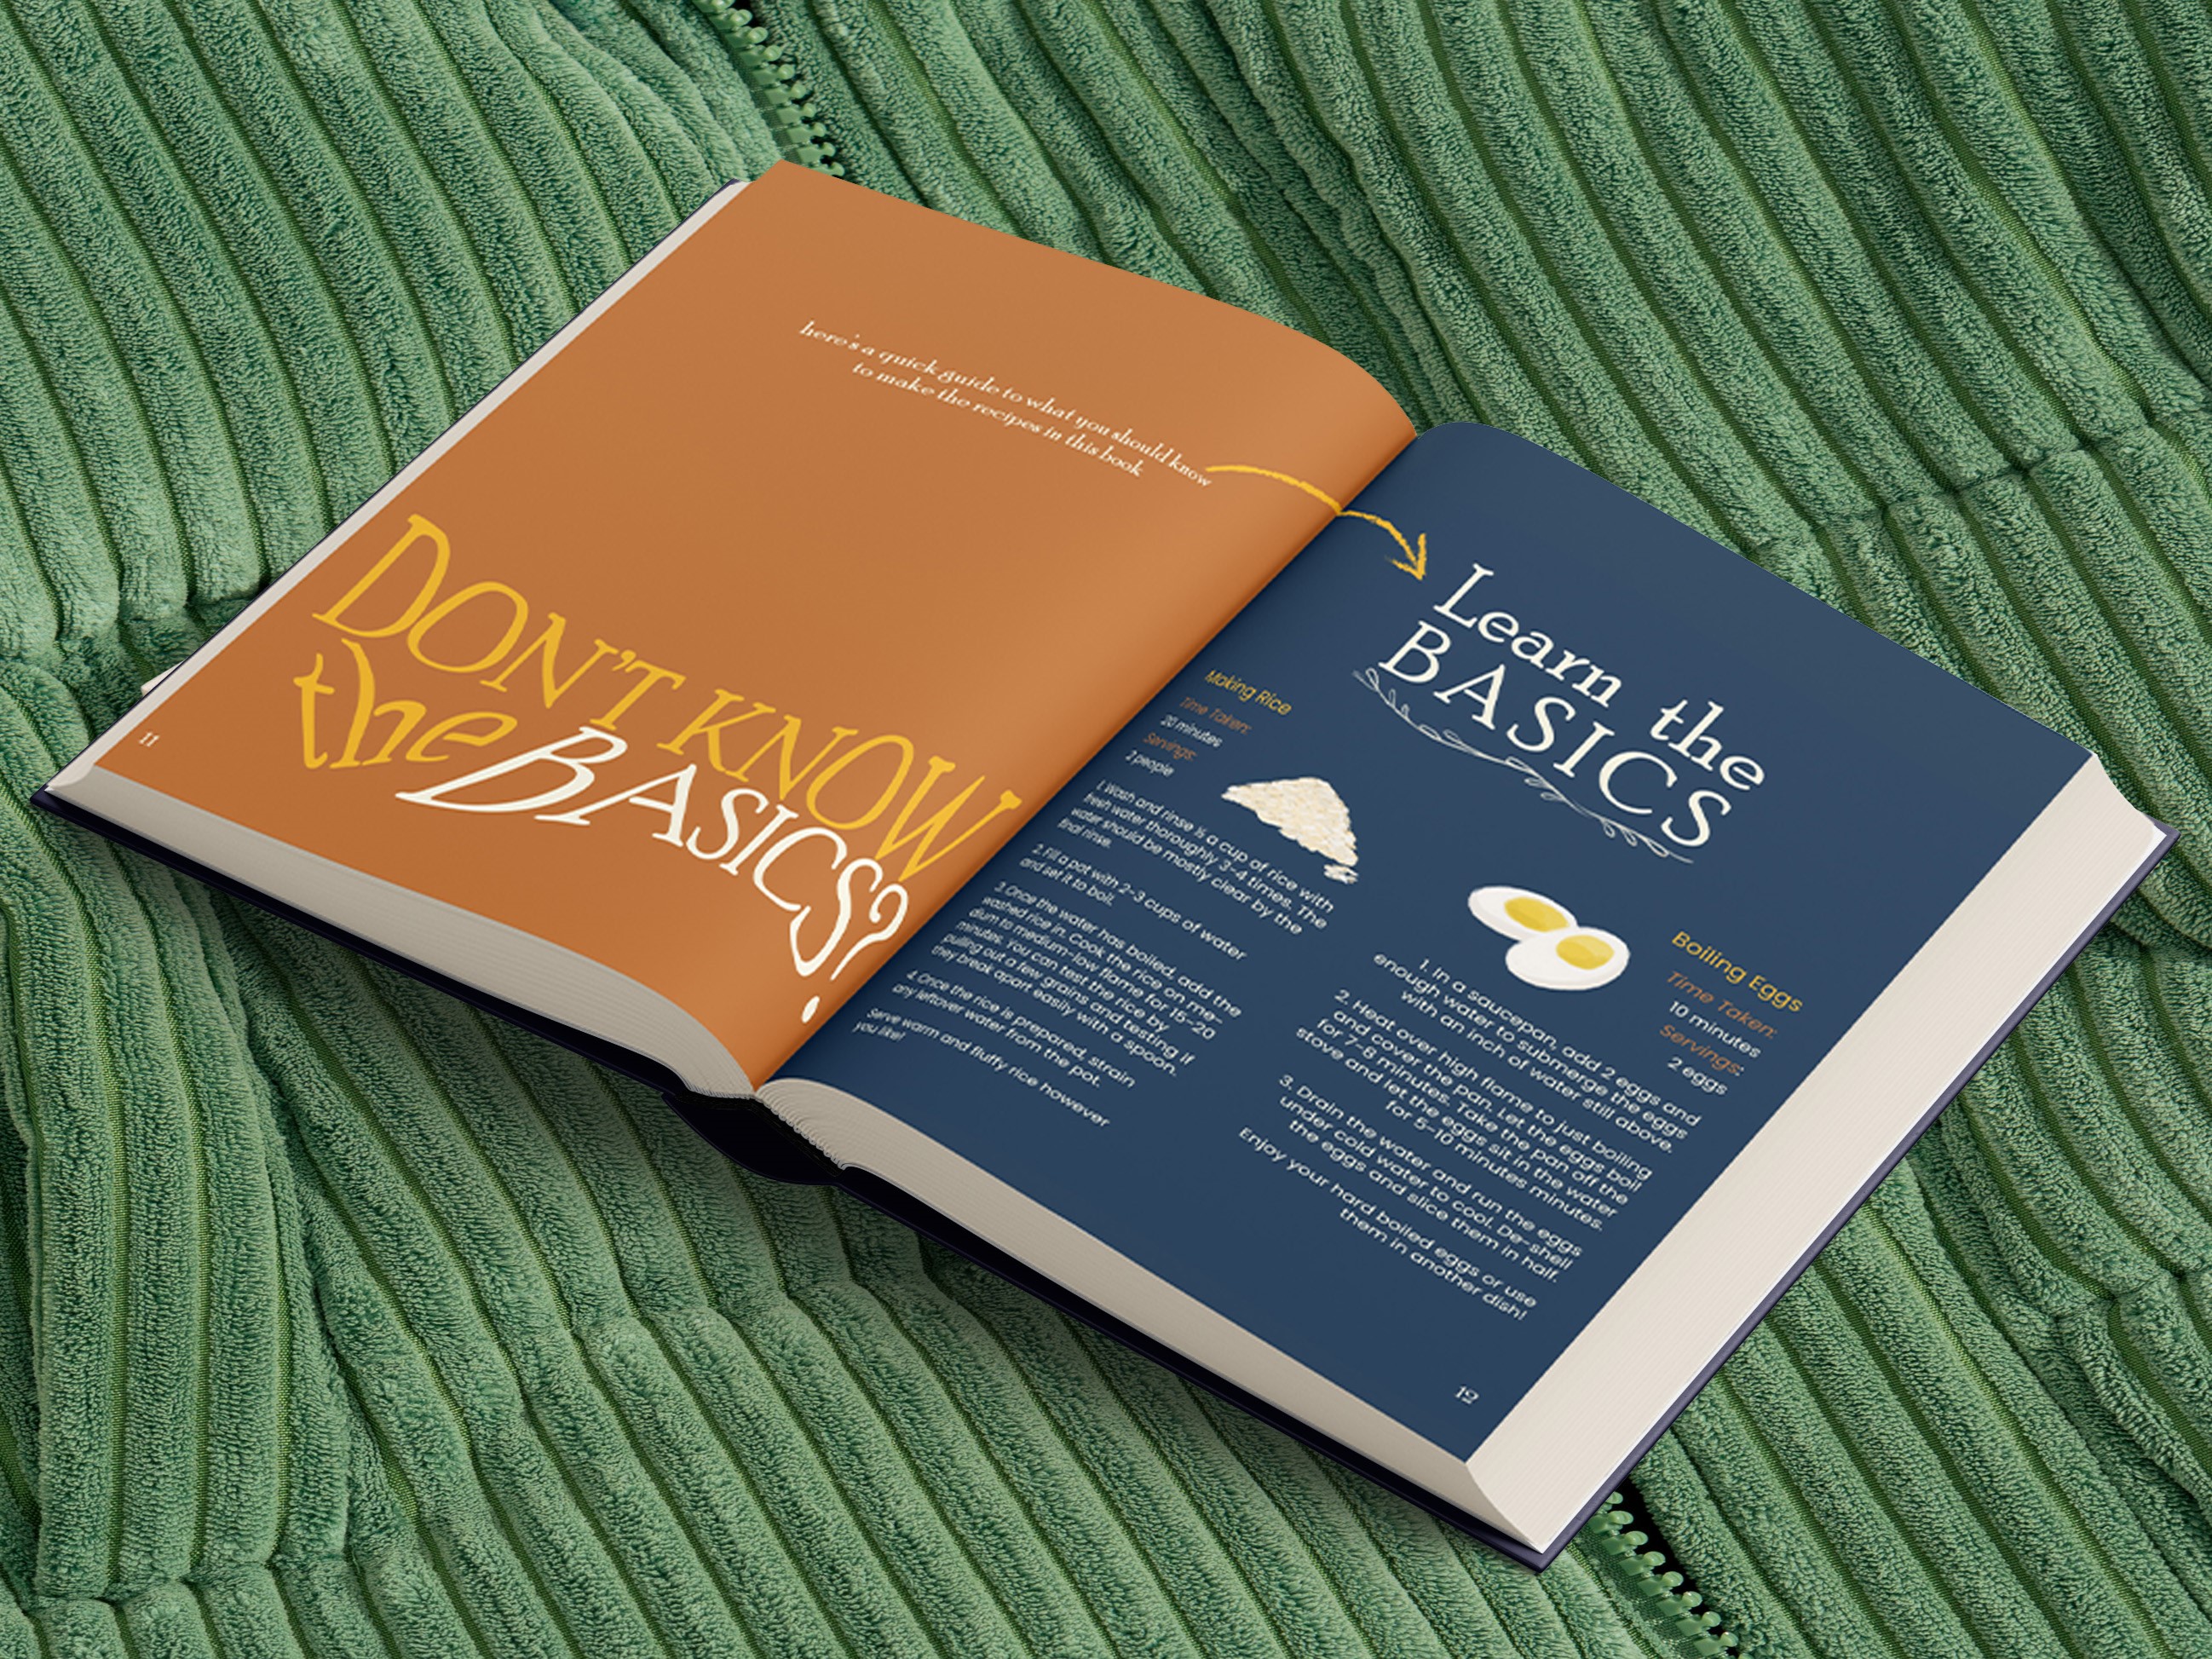 here's a quick guide to what you should know
to make the recipes in this book
DON'T KNOW
the BASICS?
11
Learn the
BASICS
Making Rice
Time Taken:
20 minutes
Servings:
2 people
1. Wash and rinse ½ a cup of rice with
fresh water thoroughly 3-4 times. The
water should be mostly clear by the
final rinse.
2. Fill a pot with 2-3 cups of water
and set it to boil.
3. Once the water has boiled, add the
washed rice in. Cook the rice on me-
dium to medium-low flame for 15-20
minutes. You can test the rice by
pulling out a few grains and testing if
they break apart easily with a spoon.
4. Once the rice is prepared, strain
any leftover water from the pot.
Serve warm and fluffy rice however
you like!
Boiling Eggs
Time Taken:
10 minutes
Servings:
2 eggs
1. In a saucepan, add 2 eggs and
enough water to submerge the eggs
with an inch of water still above.
2. Heat over high flame to just boiling
and cover the pan. Let the eggs boil
for 7-8 minutes. Take the pan off the
stove and let the eggs sit in the water
for 5-10 minutes minutes.
3. Drain the water and run the eggs
under cold water to cool. De-shell
the eggs and slice them in half.
Enjoy your hard boiled eggs or use
them in another dish!
12